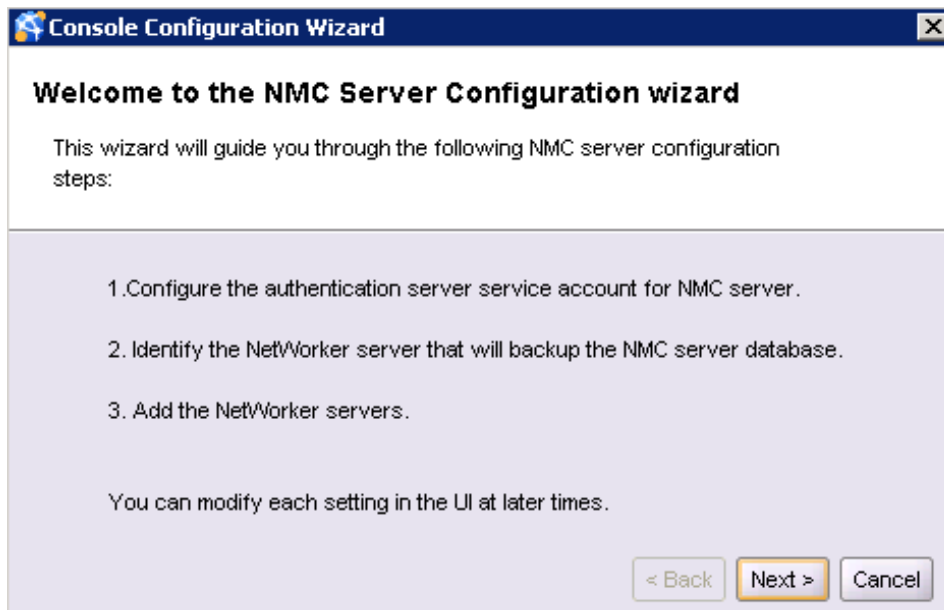 Console Configuration Wizard
Welcome to the NMC Server Configuration wizard
This wizard will guide you through the following NMC server configuration
steps:
1.Configure the authentication server service account for NMC server.
2. Identify the NetWorker server that will backup the NMC server database.
3. Add the NetWorker servers.
You can modify each setting in the UI at later times.
< Back Next > Cancel